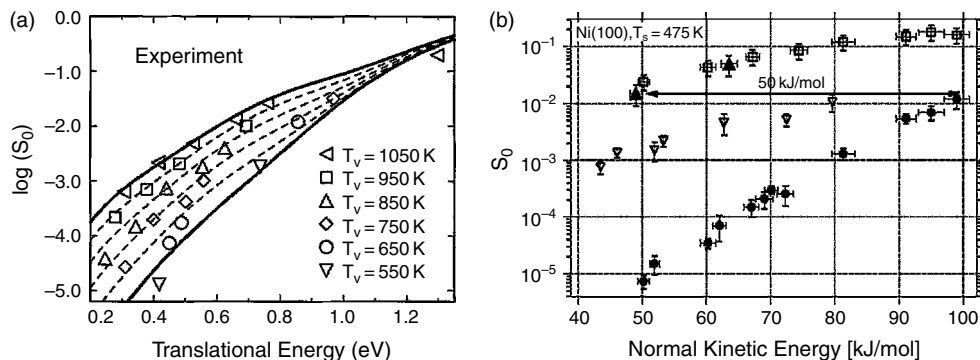 (a)
Experiment
log (S₀)
−1.0
−2.0
−3.0
−4.0
−5.0
0.2 0.4 0.6 0.8 1.0 1.2
Translational Energy (eV)
Tᵥ = 1050 K
Tᵥ = 950 K
Tᵥ = 850 K
Tᵥ = 750 K
Tᵥ = 650 K
Tᵥ = 550 K
(b)
Ni(100),Tₛ = 475 K
50 kJ/mol
S₀
10⁻¹
10⁻²
10⁻³
10⁻⁴
10⁻⁵
40 50 60 70 80 90 100
Normal Kinetic Energy [kJ/mol]